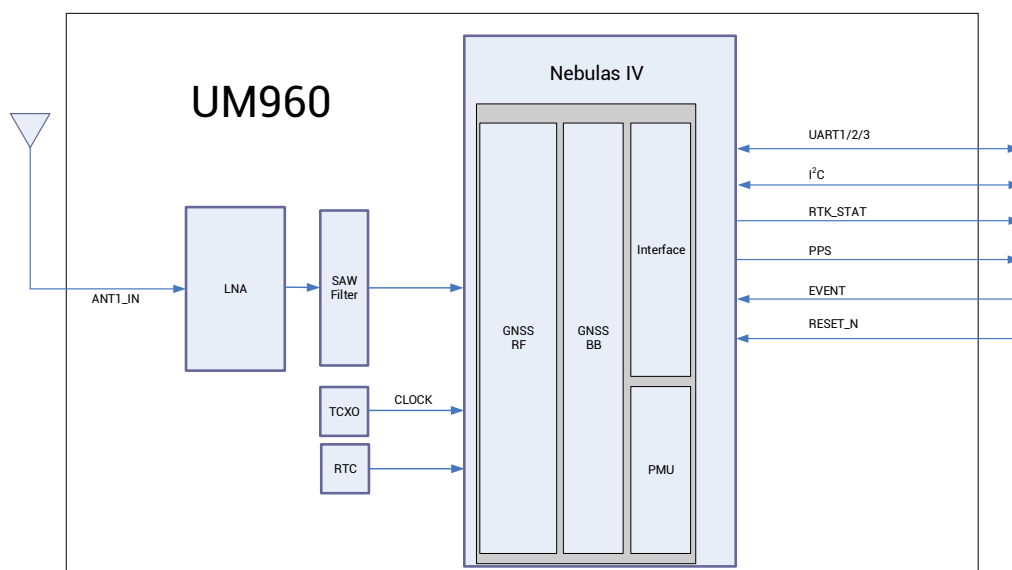 UM960
Nebulas IV
ANT1_IN
LNA
SAW
Filter
TCXO
CLOCK
RTC
GNSS
RF
GNSS
BB
Interface
PMU
UART1/2/3
I²C
RTK_STAT
PPS
EVENT
RESET_N